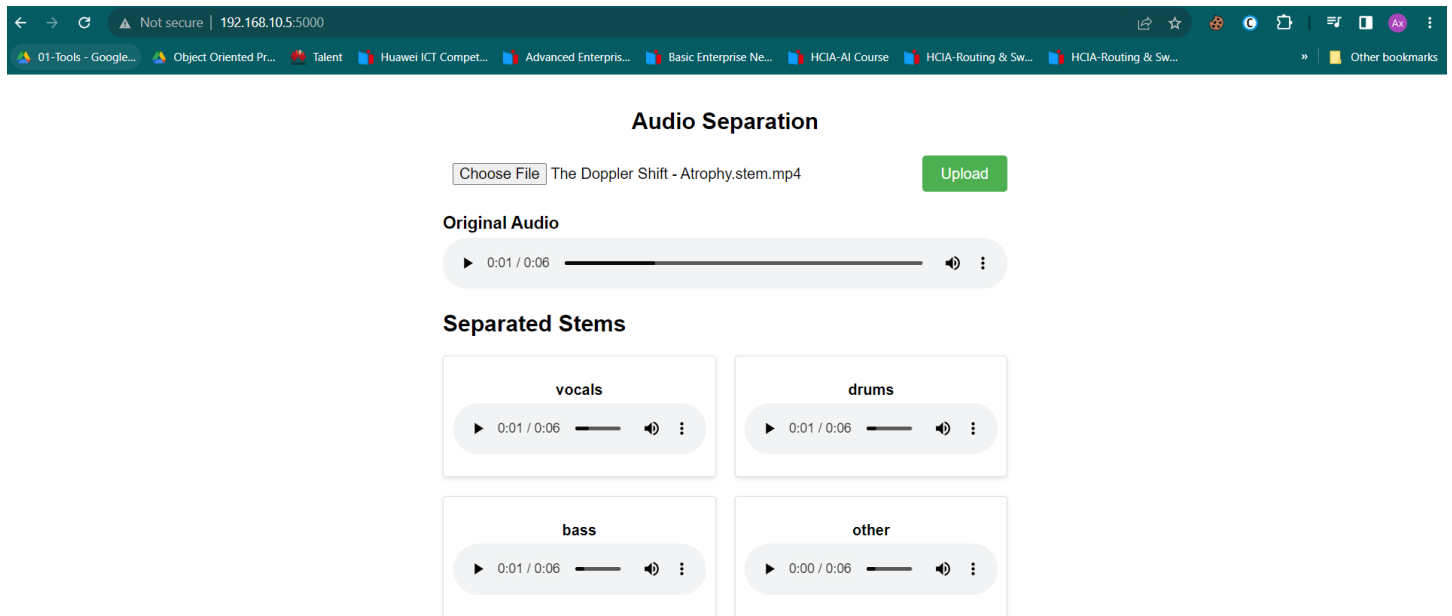 Not secure | 192.168.10.5:5000
Ax
01-Tools - Google... Object Oriented Pr... Talent Huawei ICT Compet... Advanced Enterpris... Basic Enterprise Ne... HCIA-AI Course HCIA-Routing & Sw... HCIA-Routing & Sw... » Other bookmarks
Audio Separation
Choose File The Doppler Shift - Atrophy.stem.mp4 Upload
Original Audio
0:01 / 0:06
Separated Stems
vocals drums
0:01 / 0:06 0:01 / 0:06
bass other
0:01 / 0:06 0:00 / 0:06